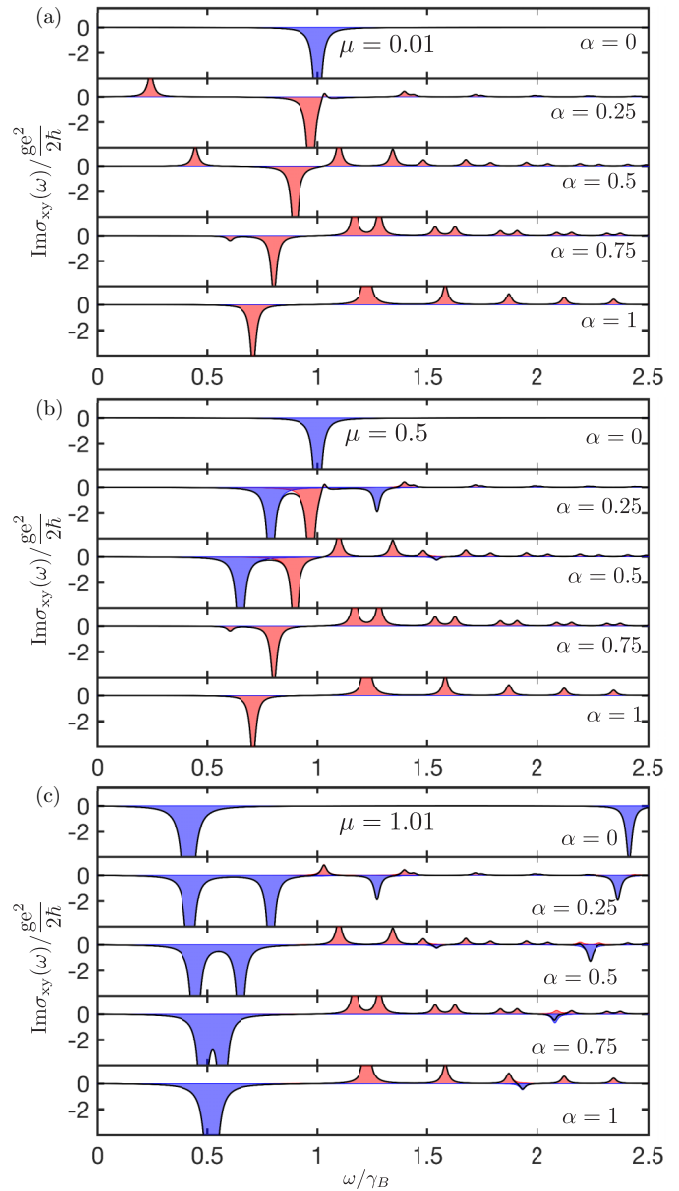 (a)
0
-2
μ = 0.01
α = 0
0
-2
α = 0.25
0
-2
α = 0.5
0
-2
α = 0.75
0
-2
α = 1
Imσxy(ω)/ge²/2ħ
0 0.5 1 1.5 2 2.5
(b)
0
-2
μ = 0.5
α = 0
0
-2
α = 0.25
0
-2
α = 0.5
0
-2
α = 0.75
0
-2
α = 1
Imσxy(ω)/ge²/2ħ
0 0.5 1 1.5 2 2.5
(c)
0
-2
μ = 1.01
α = 0
0
-2
α = 0.25
0
-2
α = 0.5
0
-2
α = 0.75
0
-2
α = 1
Imσxy(ω)/ge²/2ħ
0 0.5 1 1.5 2 2.5
ω/γB